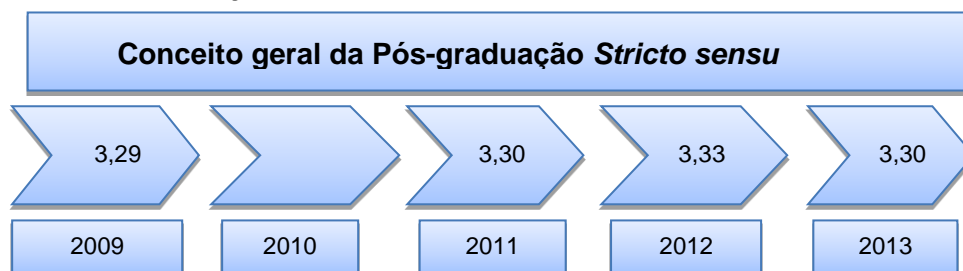 Conceito geral da Pós-graduação Stricto sensu
3,29 3,30 3,33 3,30
2009 2010 2011 2012 2013